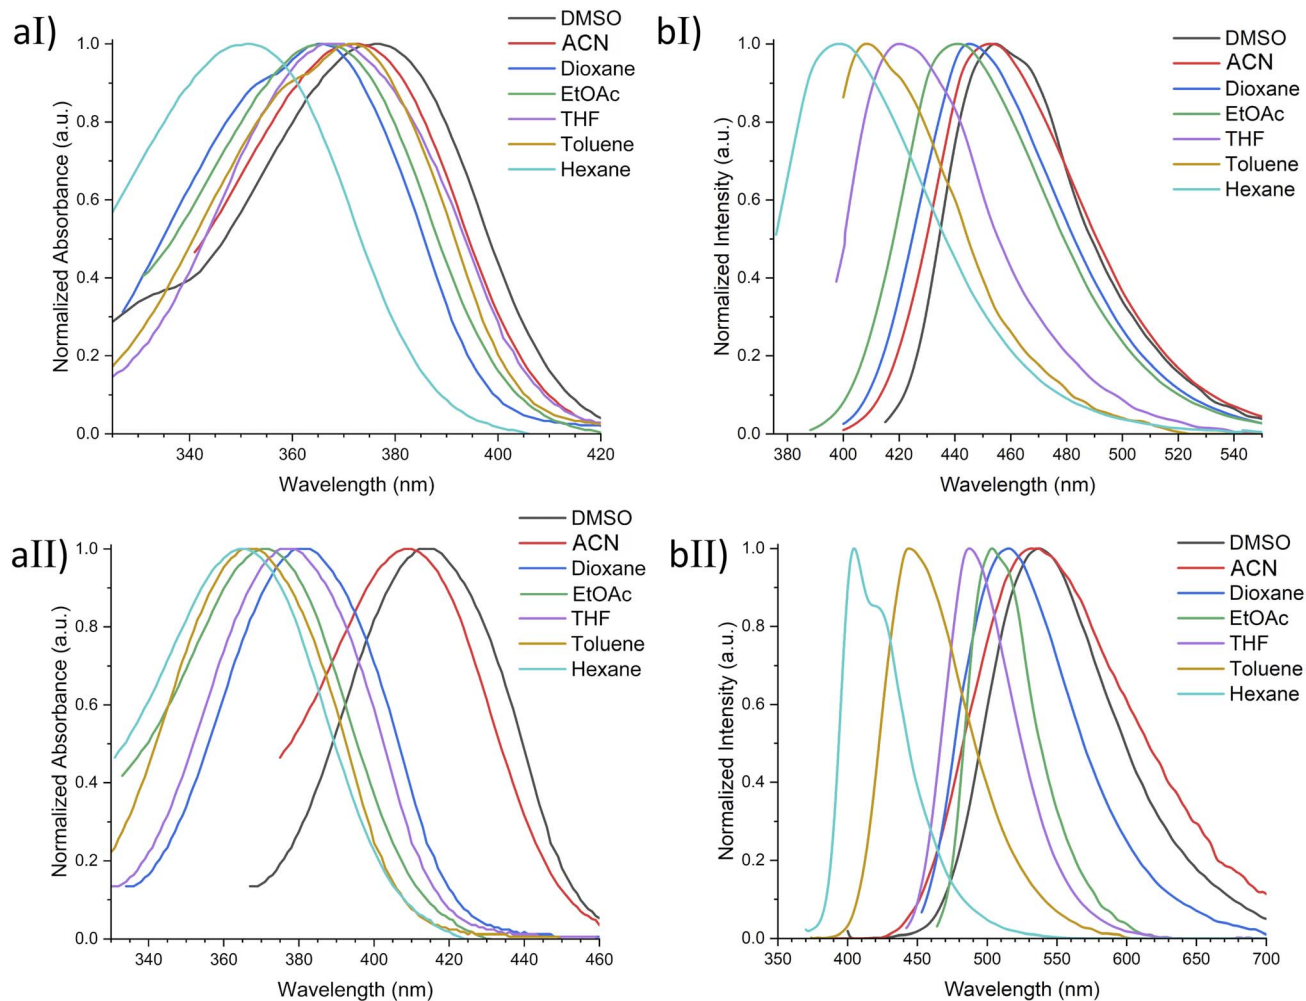 aI)
DMSO
ACN
Dioxane
EtOAc
THF
Toluene
Hexane
1.0
0.8
0.6
0.4
0.2
0.0
Normalized Absorbance (a.u.)
340 360 380 400 420
Wavelength (nm)
bI)
DMSO
ACN
Dioxane
EtOAc
THF
Toluene
Hexane
1.0
0.8
0.6
0.4
0.2
0.0
Normalized Intensity (a.u.)
380 400 420 440 460 480 500 520 540
Wavelength (nm)
aII)
DMSO
ACN
Dioxane
EtOAc
THF
Toluene
Hexane
1.0
0.8
0.6
0.4
0.2
0.0
Normalized Absorbance (a.u.)
340 360 380 400 420 440 460
Wavelength (nm)
bII)
DMSO
ACN
Dioxane
EtOAc
THF
Toluene
Hexane
1.0
0.8
0.6
0.4
0.2
0.0
Normalized Intensity (a.u.)
350 400 450 500 550 600 650 700
Wavelength (nm)